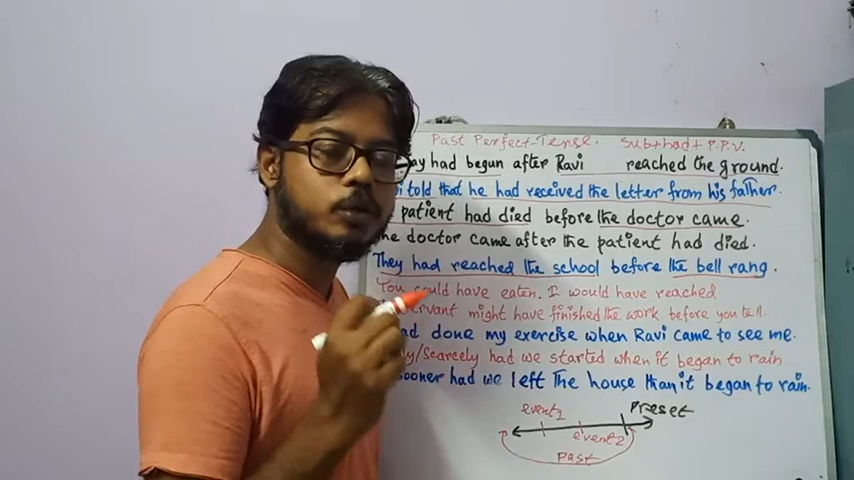 Past Perfect-Tense. Sub+had+P.P.V.
had begun after Ravi reached the ground.
told that he had received the letter from his father
patient had died before the doctor came.
he doctor came after the patient had died.
They had reached the school before the bell rang.
You could have eaten. I would have reached
servant might have finished the work before you tell.
had done my exercise when Ravi came to see me.
/Scarcely had we started when it began to rain.
sooner had we left the house than it began to rain.
event1 Preset
event2
Past